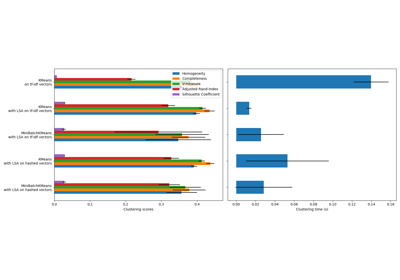 Homogeneity
Completeness
V-measure
Adjusted Rand-Index
Silhouette Coefficient
KMeans
on tf-idf vectors
KMeans
with LSA on tf-idf vectors
MiniBatchKMeans
with LSA on tf-idf vectors
KMeans
with LSA on hashed vectors
MiniBatchKMeans
with LSA on hashed vectors
0.0 0.1 0.2 0.3 0.4
Clustering scores
0.00 0.02 0.04 0.06 0.08 0.10 0.12 0.14 0.16
Clustering time (s)